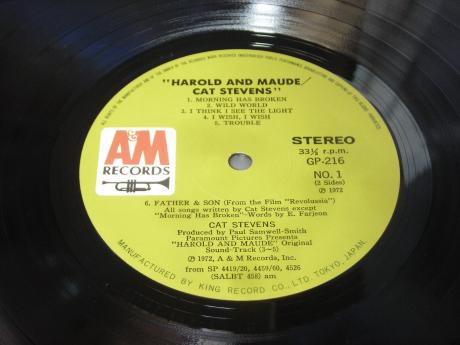 "HAROLD AND MAUDE/
CAT STEVENS"
1. MORNING HAS BROKEN
2. WILD WORLD
3. I THINK I SEE THE LIGHT
4. I WISH, I WISH
5. TROUBLE
A&M
RECORDS
STEREO
33⅓ r.p.m.
GP-216
NO. 1
(2 Sides)
℗ 1972
6. FATHER & SON (From the Film "Revolussia")
All songs written by Cat Stevens except
"Morning Has Broken"-Words by E. Farjeon
CAT STEVENS
Produced by Paul Samwell-Smith
Paramount Pictures Presents
"HAROLD AND MAUDE" Original
Sound-Track (3~5)
℗ 1972, A & M Records, Inc.
from SP 4419/20, 4459/60, 4526
(SALBT 458) am
MANUFACTURED BY KING RECORD CO., LTD. TOKYO, JAPAN.